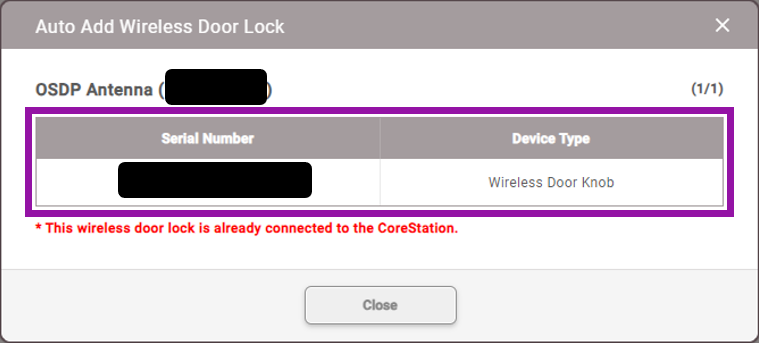 Auto Add Wireless Door Lock
OSDP Antenna ( )
(1/1)
Serial Number
Device Type
Wireless Door Knob
* This wireless door lock is already connected to the CoreStation.
Close